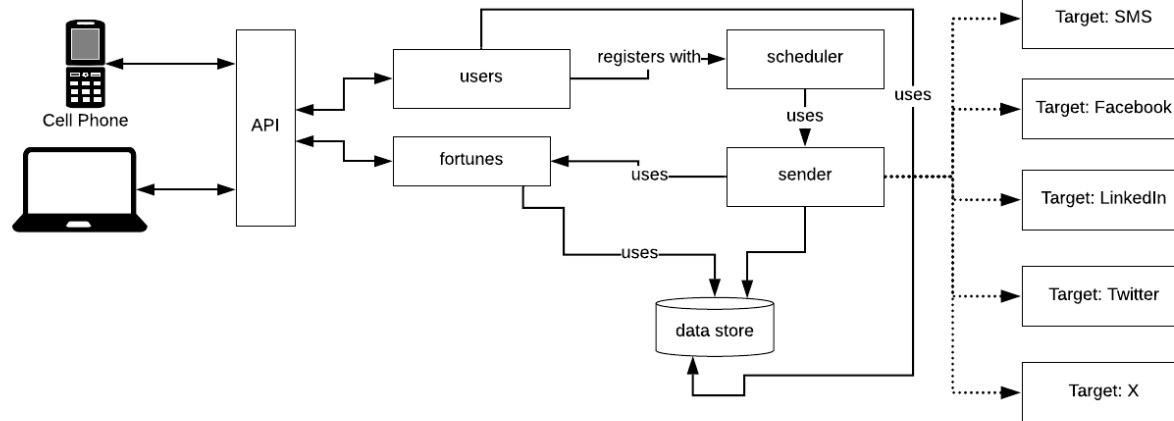 Target: SMS
registers with
scheduler
users
uses
Target: Facebook
Cell Phone
API
uses
fortunes
uses
sender
Target: LinkedIn
uses
Target: Twitter
data store
Target: X